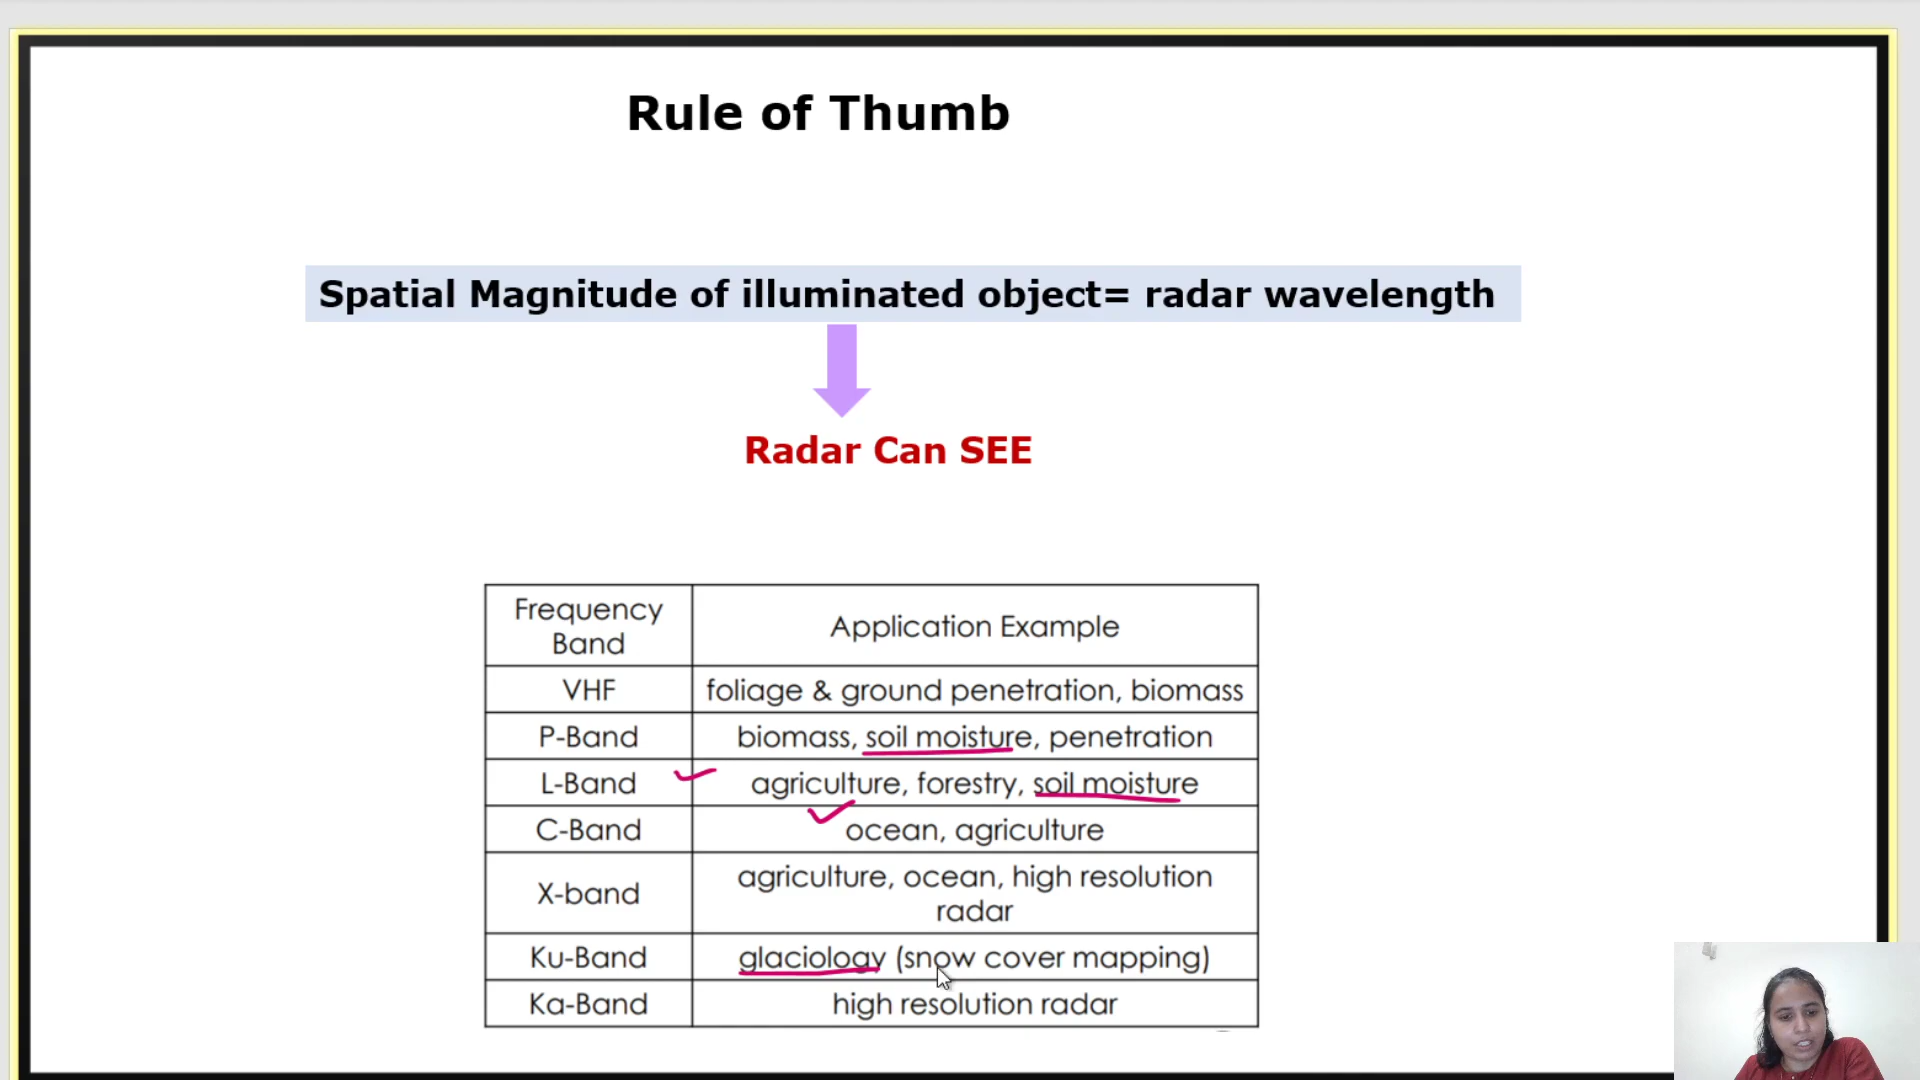 Rule of Thumb
Spatial Magnitude of illuminated object= radar wavelength
Radar Can SEE
Frequency Band
Application Example
VHF
foliage & ground penetration, biomass
P-Band
biomass, soil moisture, penetration
L-Band
agriculture, forestry, soil moisture
C-Band
ocean, agriculture
X-band
agriculture, ocean, high resolution
radar
Ku-Band
glaciology (snow cover mapping)
Ka-Band
high resolution radar